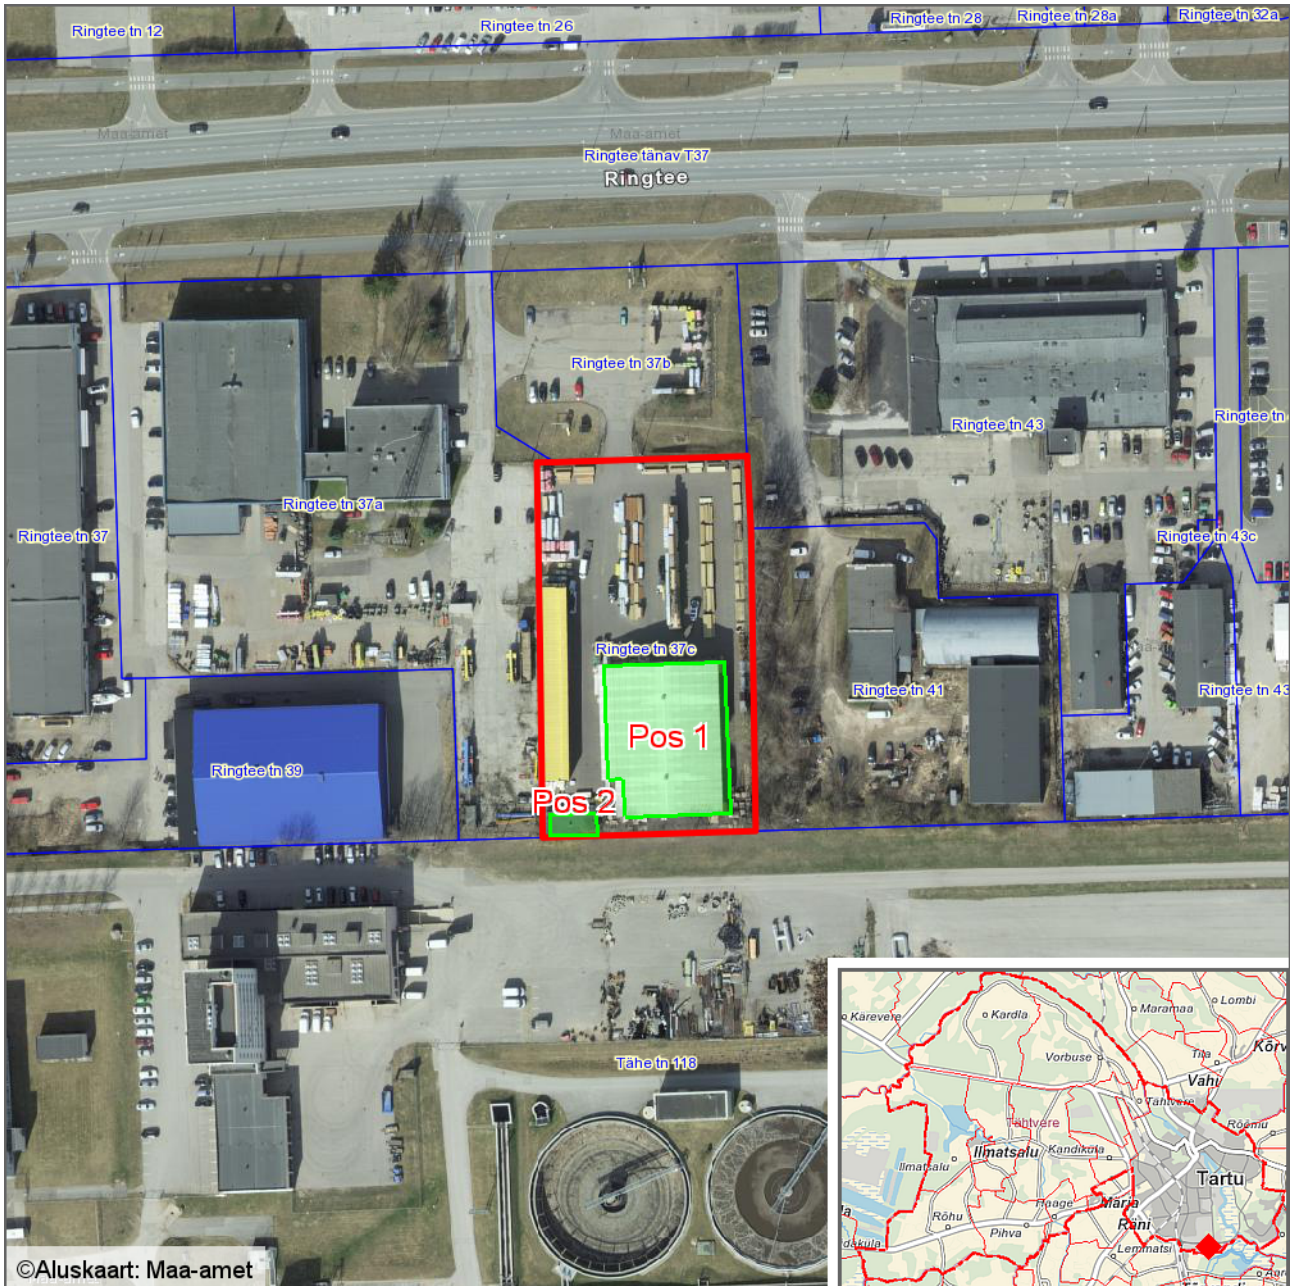 Ringtee tn 12
Ringtee tn 26
Ringtee tn 28
Ringtee tn 28a
Ringtee tn 32a
Maa-amet
Maa-amet
Ringtee tänav T37
Ringtee
Ringtee tn 37b
Ringtee tn 43
Ringtee tn
Ringtee tn 37a
Ringtee tn 37
Ringtee tn 43c
Ringtee tn 37c
Ringtee tn 41
Ringtee tn 43
Pos 1
Ringtee tn 39
Pos 2
Tähe tn 118
Kärevere
Kardla
Maramaa
Lombi
Vorbuse
Tila
Kõrv
Vahi
Tähtvere
Tähtvere
Rõõmu
Ilmatsalu
Ilmatsalu
Kandiküla
Tartu
Märja
Haage
Räni
Rõhu
Pihva
Lemmatsi
©Aluskaart: Maa-amet